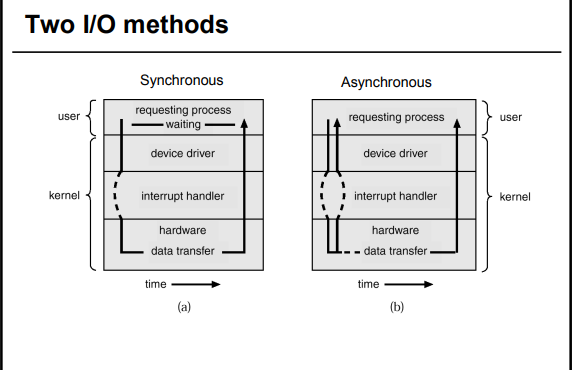 Two I/O methods
Synchronous
user
requesting process
waiting
device driver
kernel
interrupt handler
hardware
data transfer
time
(a)
Asynchronous
requesting process
user
device driver
interrupt handler
kernel
hardware
data transfer
time
(b)